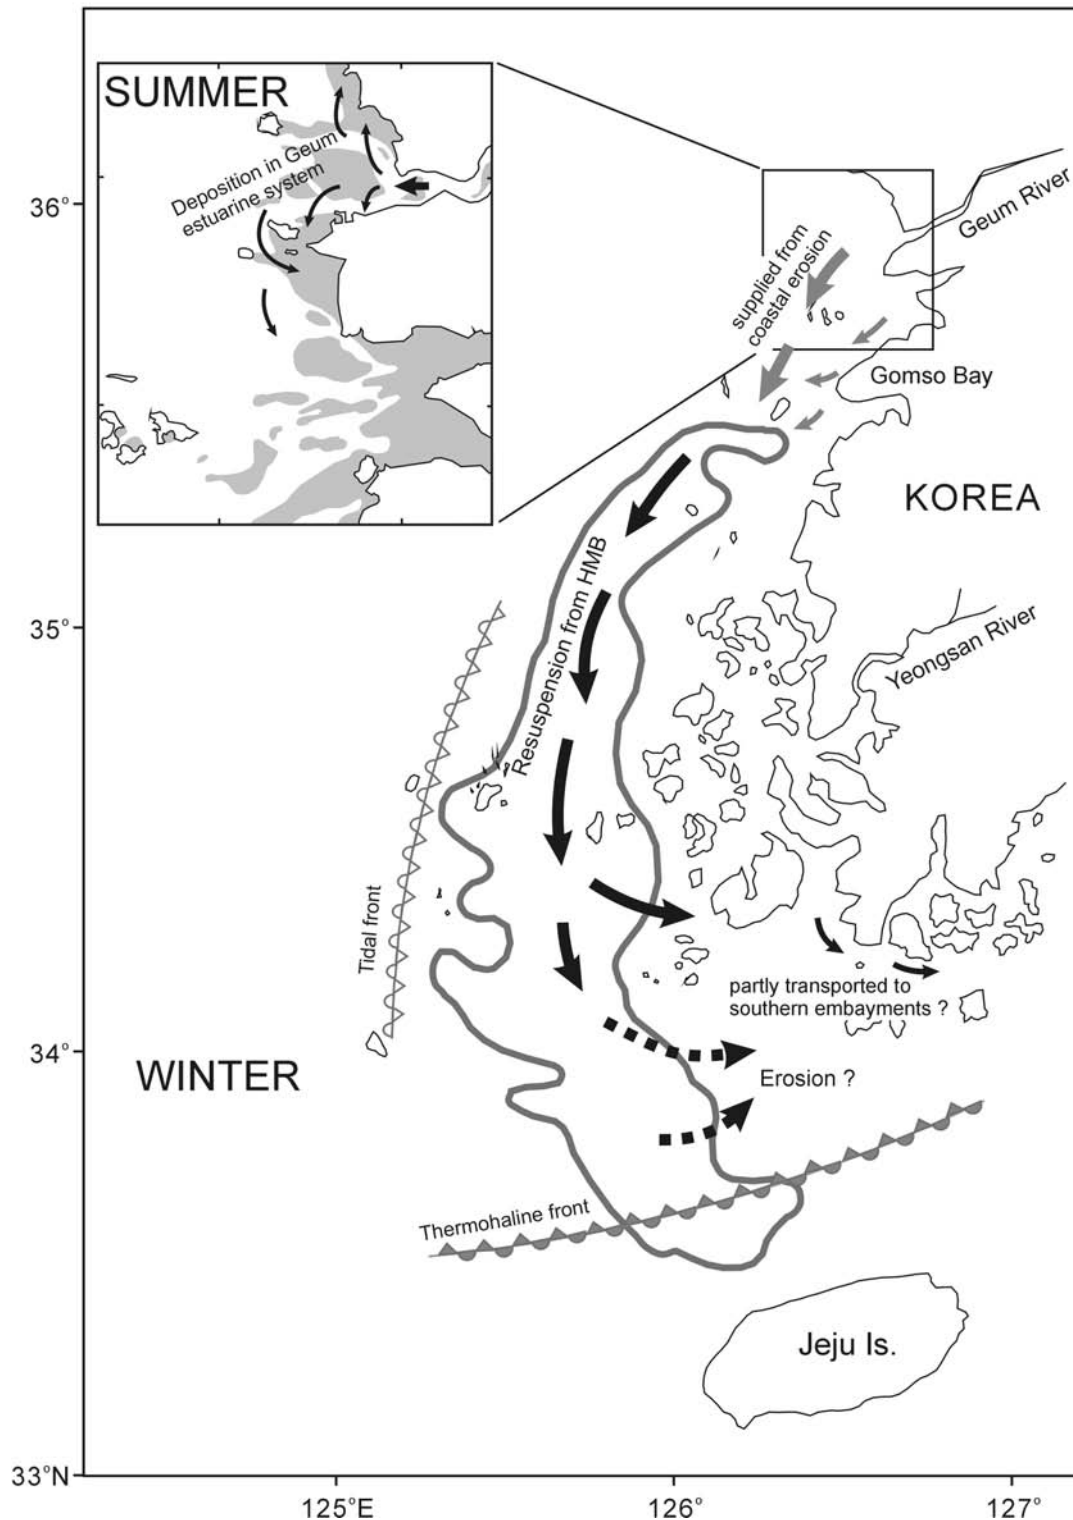 SUMMER
Deposition in Geum
estuarine system
36°
Geum River
supplied from
coastal erosion
Gomso Bay
KOREA
Resuspension from HMB
35°
Yeongsan River
Tidal front
partly transported to
southern embayments ?
34°
WINTER
Erosion ?
Thermohaline front
Jeju Is.
33°N
125°E
126°
127°